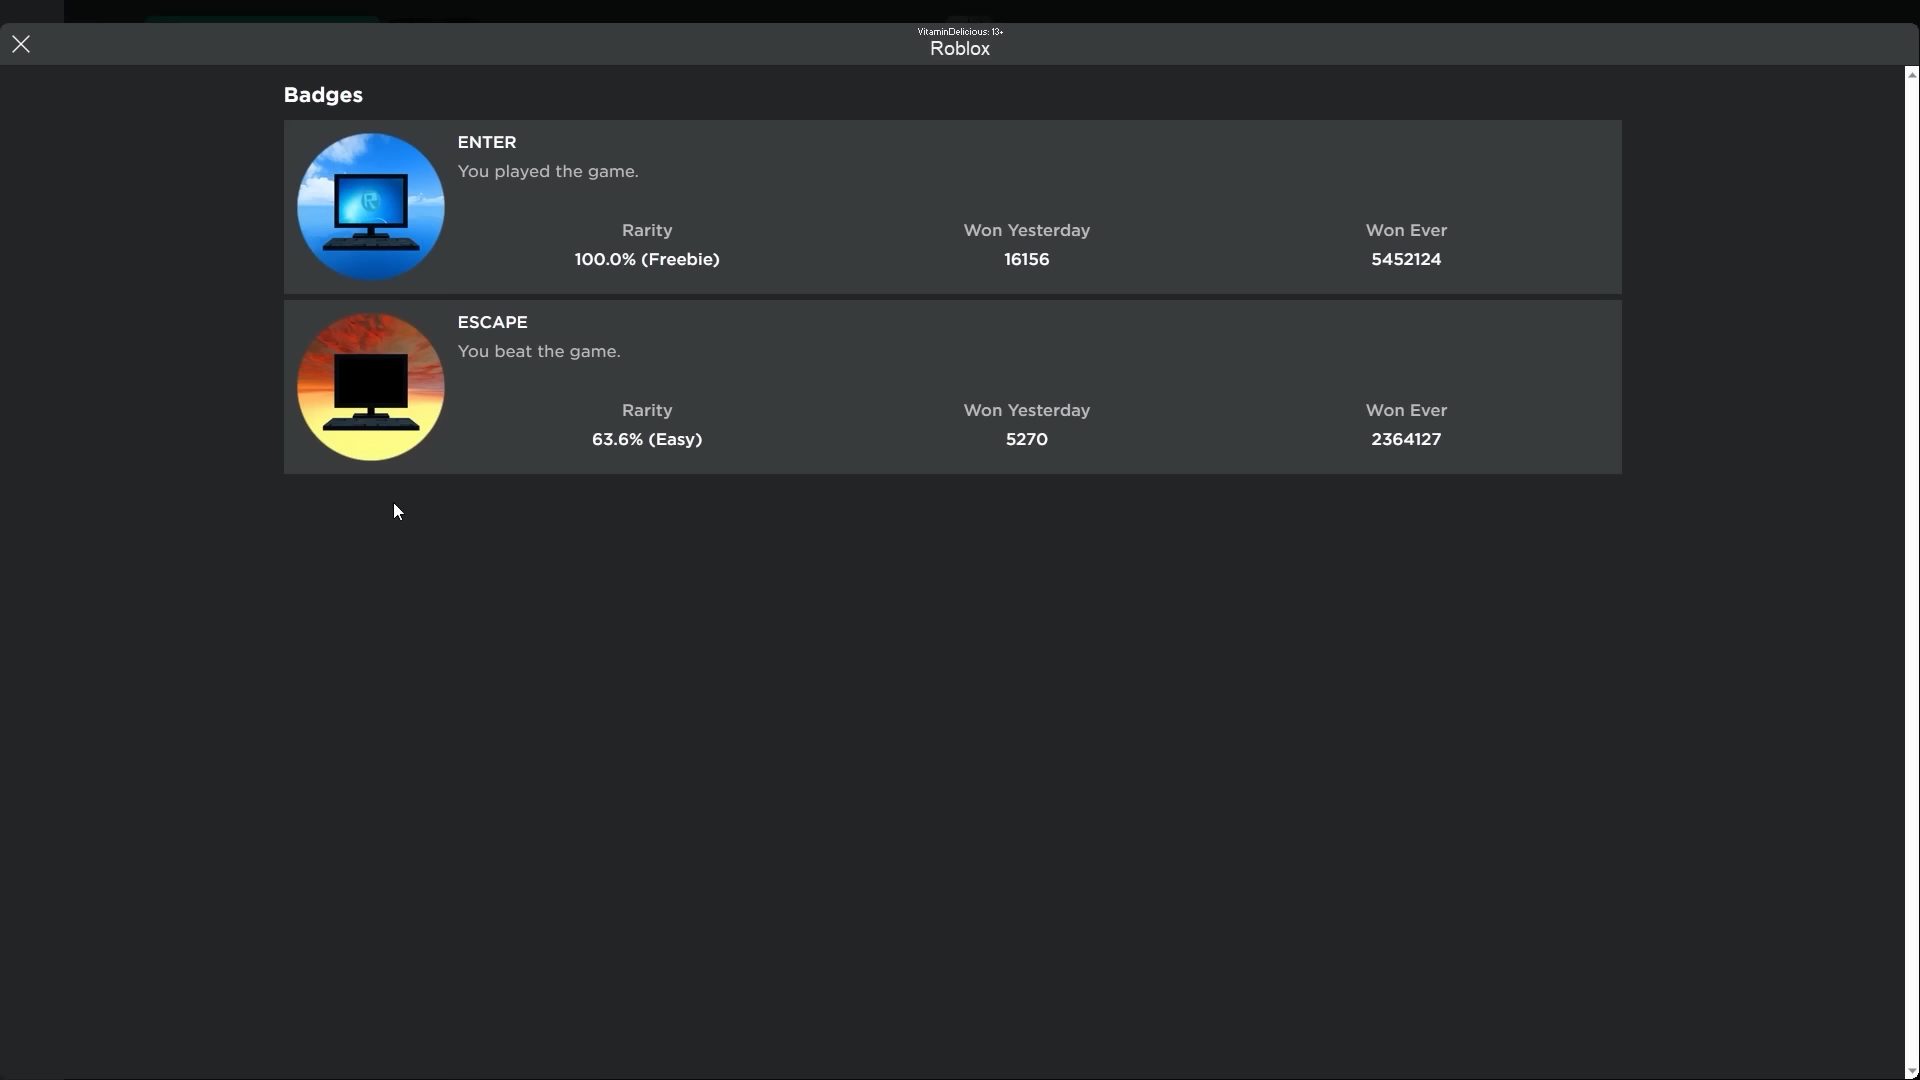 VitaminDelicious: 13+
Roblox
Badges
ENTER
You played the game.
Rarity Won Yesterday Won Ever
100.0% (Freebie) 16156 5452124
ESCAPE
You beat the game.
Rarity Won Yesterday Won Ever
63.6% (Easy) 5270 2364127